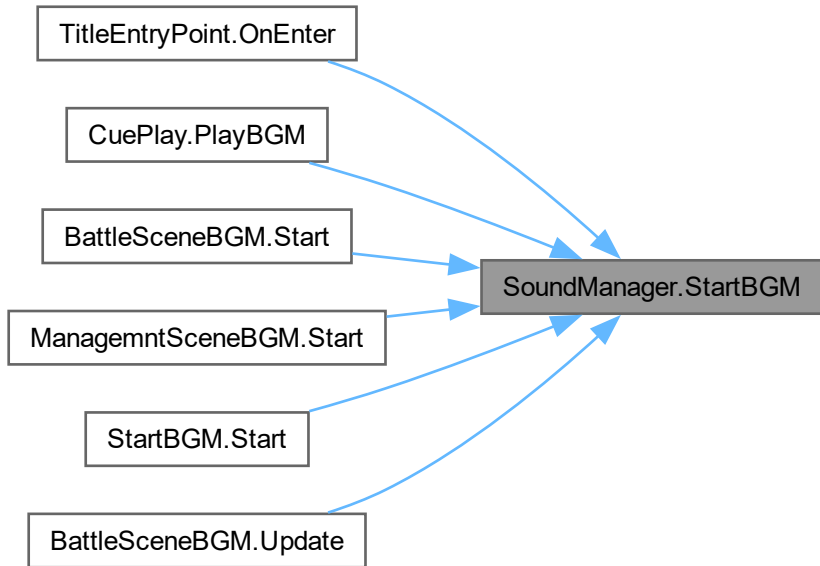 TitleEntryPoint.OnEnter
CuePlay.PlayBGM
BattleSceneBGM.Start
SoundManager.StartBGM
ManagemntSceneBGM.Start
StartBGM.Start
BattleSceneBGM.Update